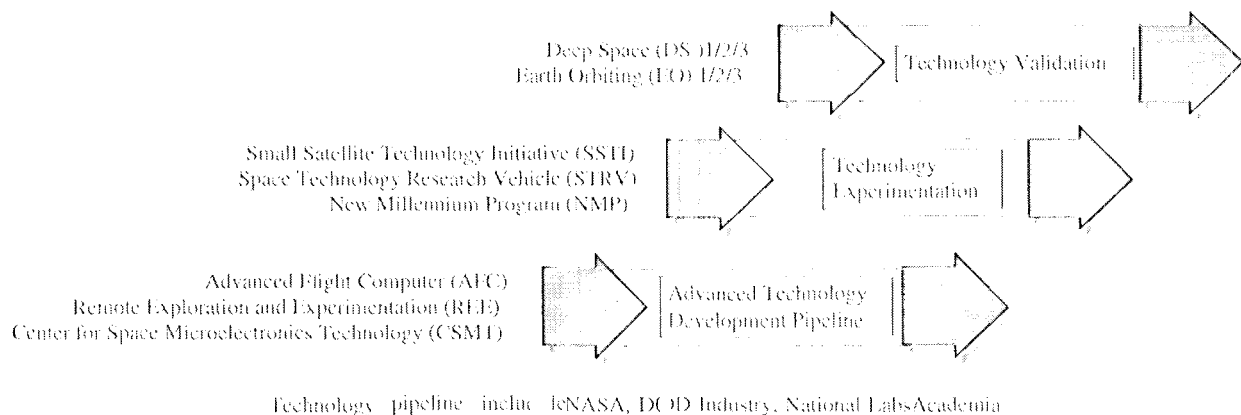 Deep Space (DS )1/2/3
Earth Orbiting (EO) 1/2/3
Technology Validation
Small Satellite Technology Initiative (SSTI)
Space Technology Research Vehicle (STRV)
New Millennium Program (NMP)
Technology
Experimentation
Advanced Flight Computer (AFC)
Remote Exploration and Experimentation (REE)
Center for Space Microelectronics Technology (CSMT)
Advanced Technology
Development Pipeline
Technology pipeline NASA, DOD Industry, National LabsAcademia